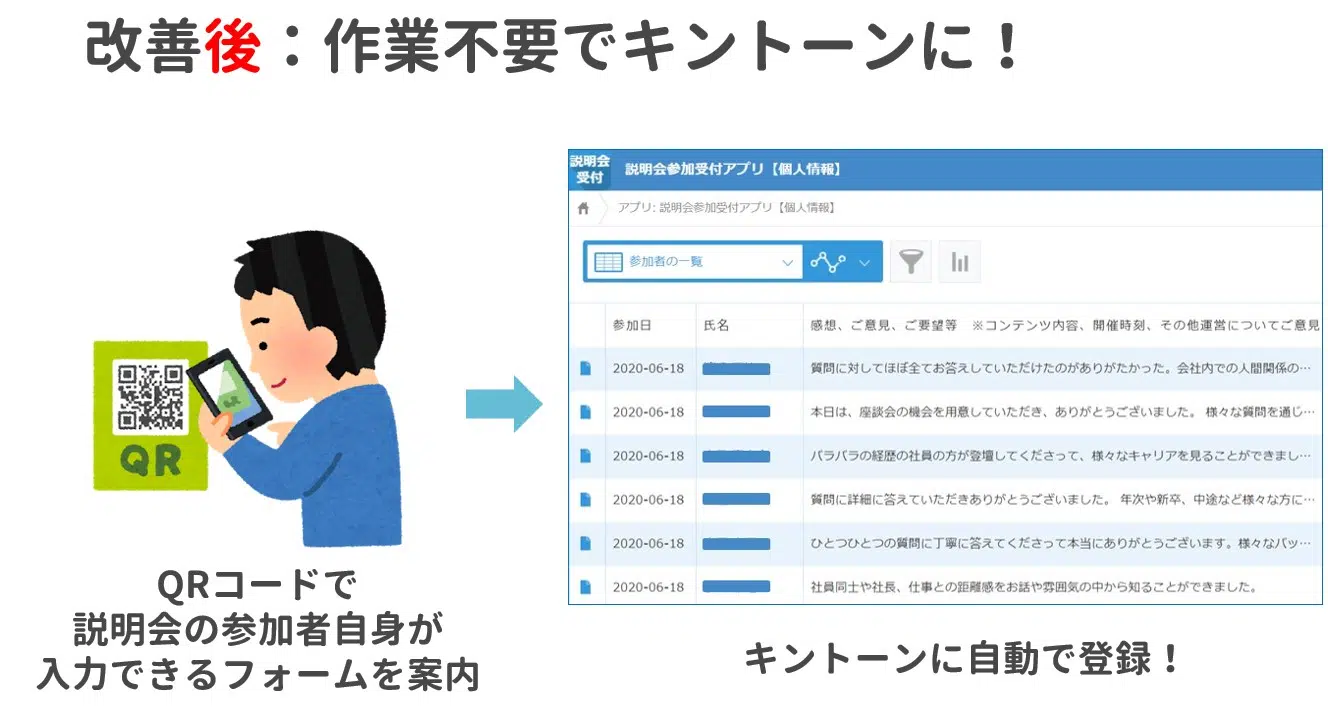 改善後：作業不要でキントーンに！
説明会
受付
説明会参加受付アプリ【個人情報】
アプリ: 説明会参加受付アプリ【個人情報】
参加者の一覧
参加日 氏名 感想、ご意見、ご要望等　※コンテンツ内容、開催時刻、その他運営についてご意見
2020-06-18 質問に対してほぼ全てお答えしていただけたのがありがたかった。会社内での人間関係の…
2020-06-18 本日は、座談会の機会を用意していただき、ありがとうございました。 様々な質問を通じ…
2020-06-18 バラバラの経歴の社員の方が登壇してくださって、様々なキャリアを見ることができまし…
2020-06-18 質問に詳細に答えていただきありがとうございました。 年次や新卒、中途など様々な方に…
2020-06-18 ひとつひとつの質問に丁寧に答えてくださって本当にありがとうございます。様々なバッ…
2020-06-18 社員同士や社長、仕事との距離感をお話や雰囲気の中から知ることができました。
QR
QR
QRコードで
説明会の参加者自身が
入力できるフォームを案内
キントーンに自動で登録！